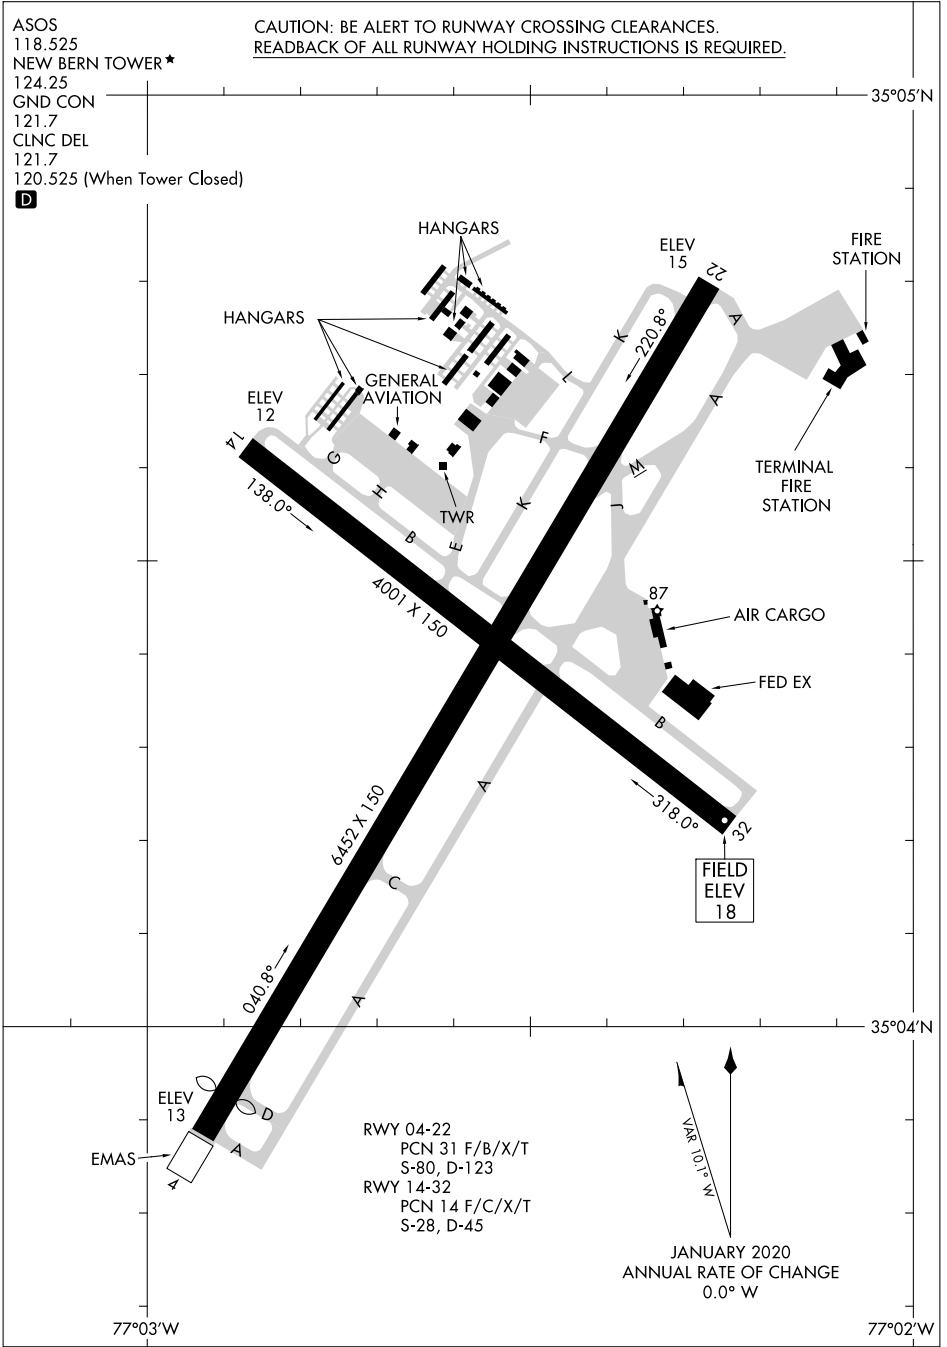 ASOS
118.525
NEW BERN TOWER★
124.25
GND CON
121.7
CLNC DEL
121.7
120.525 (When Tower Closed)
D
CAUTION: BE ALERT TO RUNWAY CROSSING CLEARANCES.
READBACK OF ALL RUNWAY HOLDING INSTRUCTIONS IS REQUIRED.
35°05'N
HANGARS
ELEV
15
22
FIRE
STATION
HANGARS
A
K
220.8°
GENERAL
AVIATION
L
A
ELEV
12
14
F
G
M
TERMINAL
FIRE
STATION
138.0°
H
K
J
TWR
B
E
4001 X 150
87
AIR CARGO
FED EX
B
A
318.0°
32
6452 X 150
FIELD
ELEV
18
C
040.8°
A
35°04'N
ELEV
13
D
A
EMAS
4
RWY 04-22
PCN 31 F/B/X/T
S-80, D-123
RWY 14-32
PCN 14 F/C/X/T
S-28, D-45
VAR 10.1° W
JANUARY 2020
ANNUAL RATE OF CHANGE
0.0° W
77°03'W
77°02'W